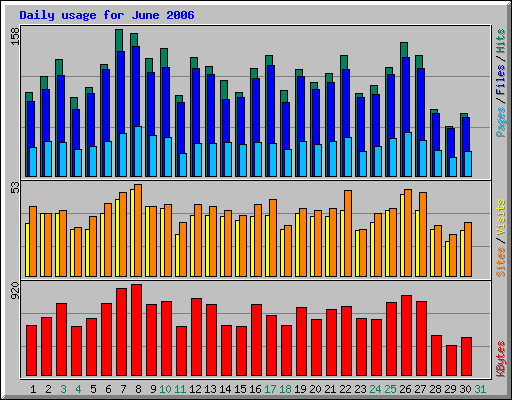 Daily usage for June 2006
158
Pages / Files / Hits
53
Sites / Visits
920
KBytes
1 2 3 4 5 6 7 8 9 10 11 12 13 14 15 16 17 18 19 20 21 22 23 24 25 26 27 28 29 30 31